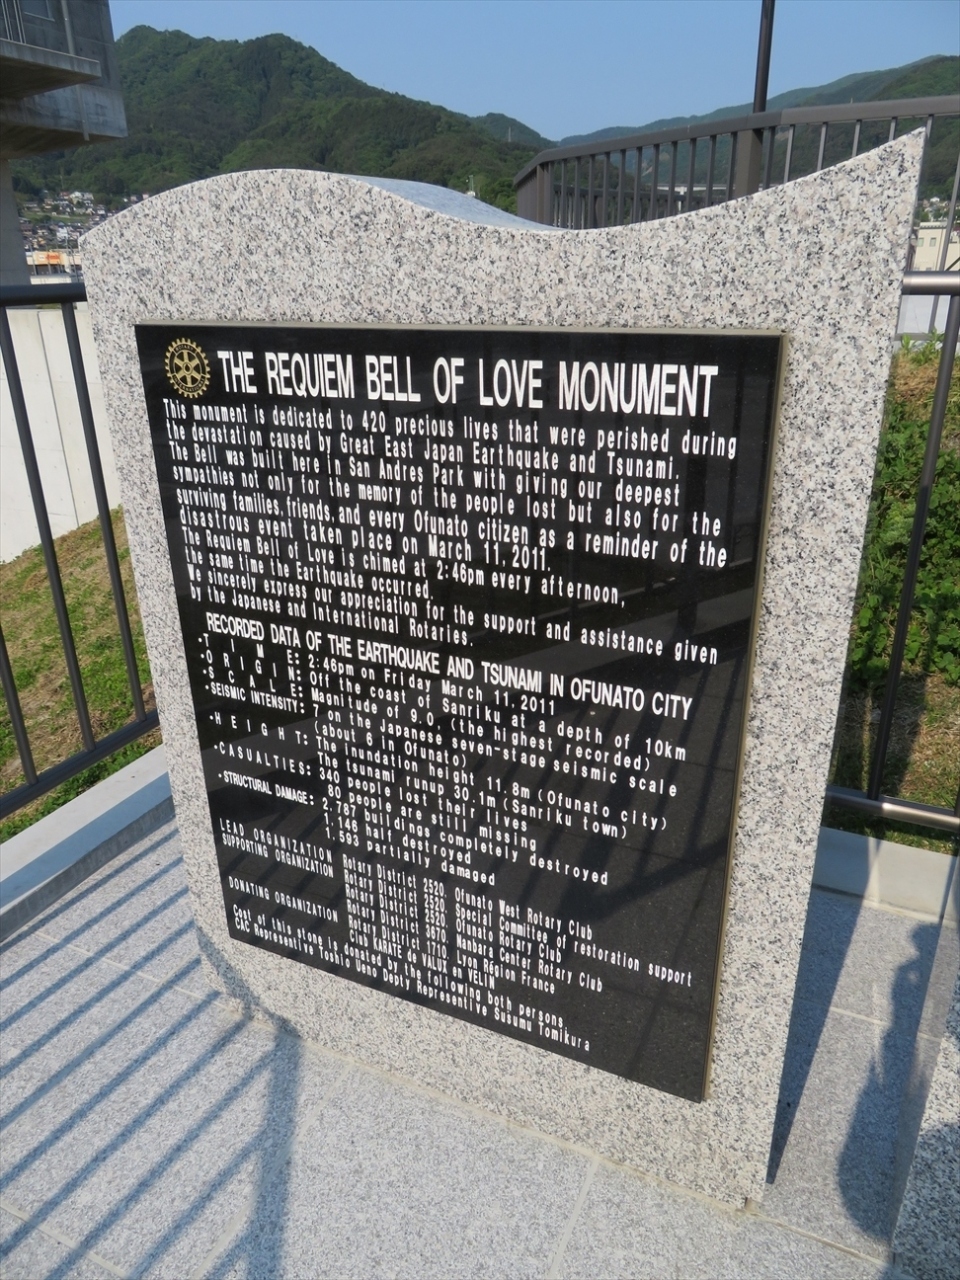 THE REQUIEM BELL OF LOVE MONUMENT
This monument is dedicated to 420 precious lives that were perished during
the devastation caused by Great East Japan Earthquake and Tsunami.
The Bell was built here in San Andres Park with giving our deepest
sympathies not only for the memory of the people lost but also for the
surviving families, friends, and every Ofunato citizen as a reminder of the
disastrous event taken place on March 11, 2011.
The Requiem Bell of Love is chimed at 2:46pm every afternoon,
the same time the Earthquake occurred.
We sincerely express our appreciation for the support and assistance given
by the Japanese and International Rotaries.
RECORDED DATA OF THE EARTHQUAKE AND TSUNAMI IN OFUNATO CITY
·TIME: 2:46pm on Friday March 11, 2011
·ORIGIN: Off the coast of Sanriku at a depth of 10km
·SCALE: Magnitude of 9.0 (the highest recorded)
·SEISMIC INTENSITY: 7 on the Japanese seven-stage seismic scale
(about 6 in Ofunato)
·HEIGHT: The inundation height 11.8m (Ofunato city)
The tsunami runup 30.1m (Sanriku town)
·CASUALTIES: 340 people lost their lives
80 people are still missing
·STRUCTURAL DAMAGE: 2,787 buildings completely destroyed
1,146 half destroyed
1,593 partially damaged
LEAD ORGANIZATION Rotary District 2520, Ofunato West Rotary Club
SUPPORTING ORGANIZATION Rotary District 2520, Special Committee of restoration support
Rotary District 2520, Ofunato Rotary Club
DONATING ORGANIZATION Rotary District 3870, Nanbara Center Rotary Club
Rotary District 1710, Lyon Région France
Club KARATE de VAUX en VELIN
Cost of this stone is donated by the following both persons,
CAC Representative Yoshio Ueno Depty Representive Susumu Tomikura